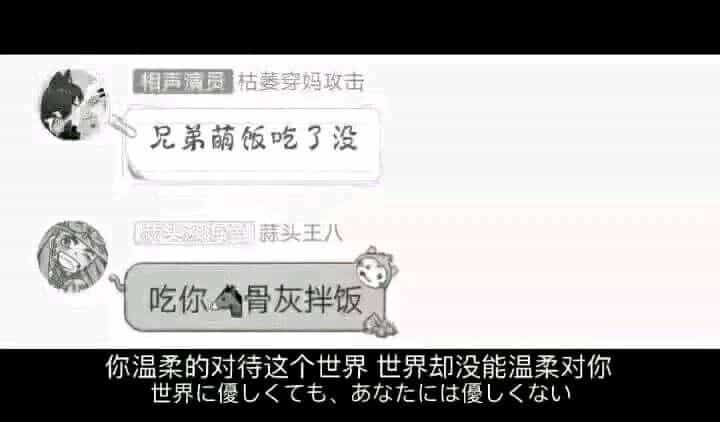 相声演员 枯萎穿妈攻击
兄弟萌饭吃了没
蒜头王八
吃你🐴骨灰拌饭
你温柔的对待这个世界 世界却没能温柔对你
世界に優しくても、あなたには優しくない